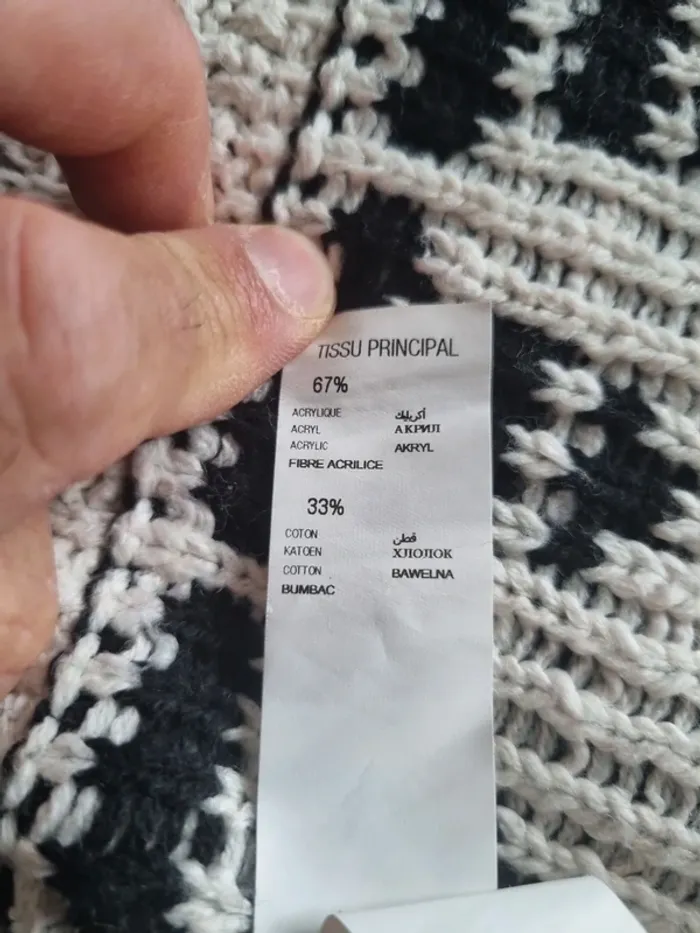 TISSU PRINCIPAL
67%
ACRYLIQUE أكريليك
ACRYL АКРИЛ
ACRYLIC AKRYL
FIBRE ACRILICE
33%
COTON قطن
KATOEN ХЛОПОК
COTTON BAWELNA
BUMBAC